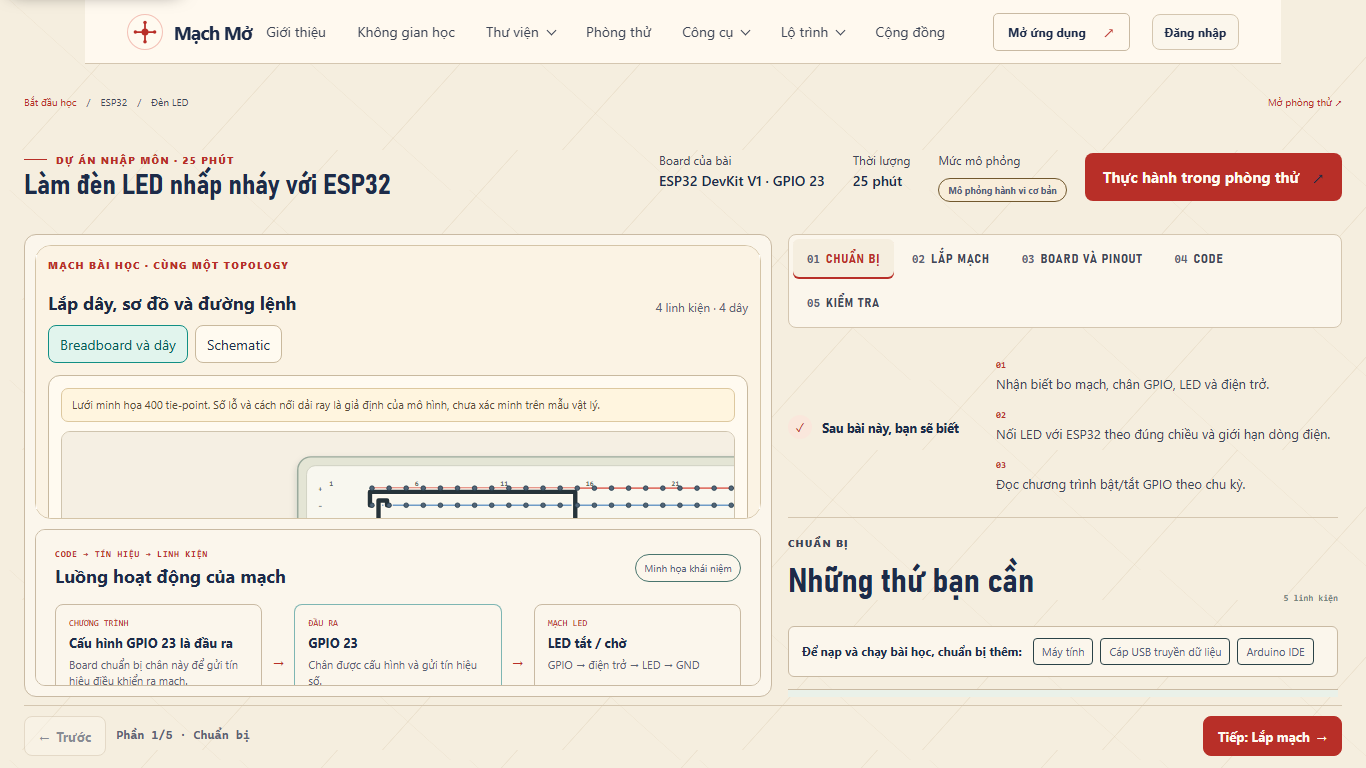 Mạch Mở
Giới thiệu
Không gian học
Thư viện
Phòng thử
Công cụ
Lộ trình
Cộng đồng
Mở ứng dụng ↗
Đăng nhập
Bắt đầu học / ESP32 / Đèn LED
Mở phòng thử ↗
DỰ ÁN NHẬP MÔN · 25 PHÚT
Làm đèn LED nhấp nháy với ESP32
Board của bài
ESP32 DevKit V1 · GPIO 23
Thời lượng
25 phút
Mức mô phỏng
Mô phỏng hành vi cơ bản
Thực hành trong phòng thử ↗
MẠCH BÀI HỌC · CÙNG MỘT TOPOLOGY
Lắp dây, sơ đồ và đường lệnh
4 linh kiện · 4 dây
Breadboard và dây
Schematic
Lưới minh họa 400 tie-point. Số lỗ và cách nối dải ray là giả định của mô hình, chưa xác minh trên mẫu vật lý.
1 6 11 16 21
+
−
CODE → TÍN HIỆU → LINH KIỆN
Luồng hoạt động của mạch
Minh họa khái niệm
CHƯƠNG TRÌNH
Cấu hình GPIO 23 là đầu ra
Board chuẩn bị chân này để gửi tín
hiệu điều khiển ra mạch.
→
ĐẦU RA
GPIO 23
Chân được cấu hình và gửi tín hiệu
số.
→
MẠCH LED
LED tắt / chờ
GPIO → điện trở → LED → GND
01 CHUẨN BỊ
02 LẮP MẠCH
03 BOARD VÀ PINOUT
04 CODE
05 KIỂM TRA
✓ Sau bài này, bạn sẽ biết
01
Nhận biết bo mạch, chân GPIO, LED và điện trở.
02
Nối LED với ESP32 theo đúng chiều và giới hạn dòng điện.
03
Đọc chương trình bật/tắt GPIO theo chu kỳ.
CHUẨN BỊ
Những thứ bạn cần
5 linh kiện
Để nạp và chạy bài học, chuẩn bị thêm:
Máy tính
Cáp USB truyền dữ liệu
Arduino IDE
← Trước
Phần 1/5 · Chuẩn bị
Tiếp: Lắp mạch →